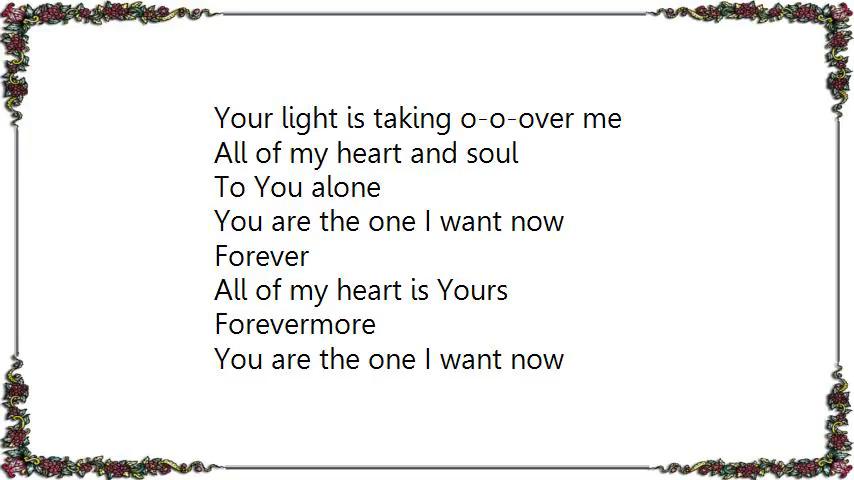 Your light is taking o-o-over me
All of my heart and soul
To You alone
You are the one I want now
Forever
All of my heart is Yours
Forevermore
You are the one I want now